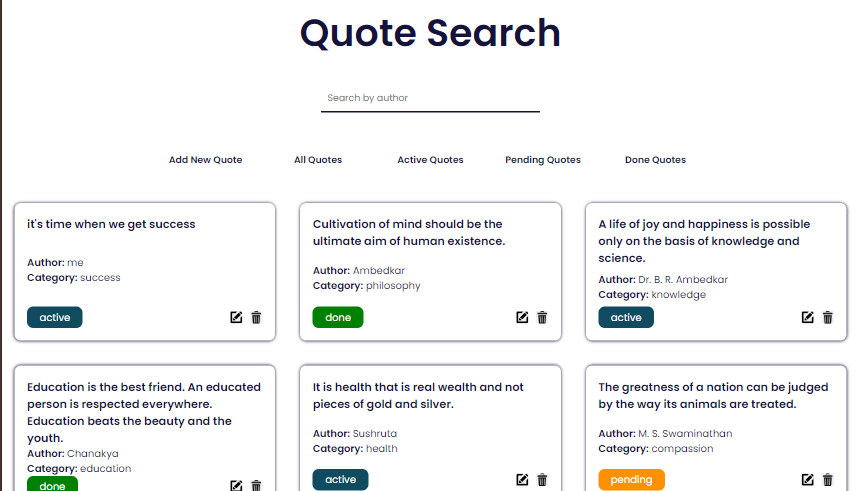 Quote Search
Search by author
Add New Quote All Quotes Active Quotes Pending Quotes Done Quotes
it's time when we get success
Author: me
Category: success
active
Cultivation of mind should be the
ultimate aim of human existence.
Author: Ambedkar
Category: philosophy
done
A life of joy and happiness is possible
only on the basis of knowledge and
science.
Author: Dr. B. R. Ambedkar
Category: knowledge
active
Education is the best friend. An educated
person is respected everywhere.
Education beats the beauty and the
youth.
Author: Chanakya
Category: education
done
It is health that is real wealth and not
pieces of gold and silver.
Author: Sushruta
Category: health
active
The greatness of a nation can be judged
by the way its animals are treated.
Author: M. S. Swaminathan
Category: compassion
pending